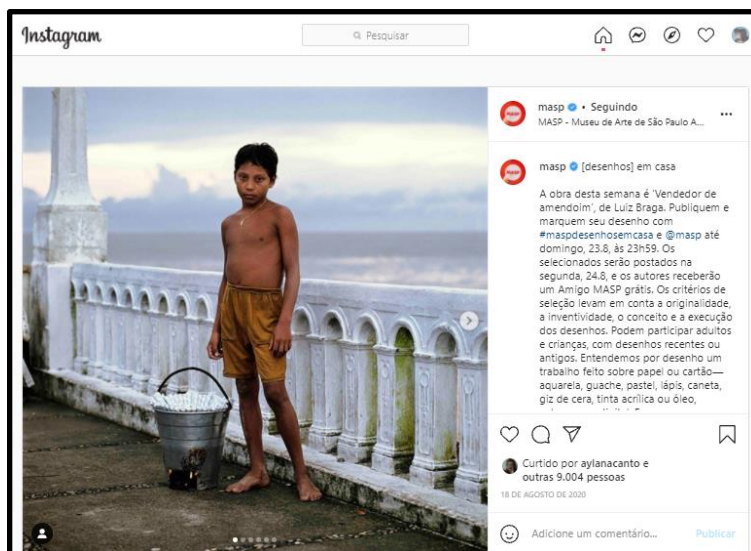 Instagram
Pesquisar
masp • Seguindo
MASP - Museu de Arte de São Paulo A...
masp [desenhos] em casa
A obra desta semana é 'Vendedor de
amendoim', de Luiz Braga. Publiquem e
marquem seu desenho com
#maspdesenhosemcasa e @masp até
domingo, 23.8, às 23h59. Os
selecionados serão postados na
segunda, 24.8, e os autores receberão
um Amigo MASP grátis. Os critérios de
seleção levam em conta a originalidade,
a inventividade, o conceito e a execução
dos desenhos. Podem participar adultos
e crianças, com desenhos recentes ou
antigos. Entendemos por desenho um
trabalho feito sobre papel ou cartão—
aquarela, guache, pastel, lápis, caneta,
giz de cera, tinta acrílica ou óleo,
Curtido por aylanacanto e
outras 9.004 pessoas
18 DE AGOSTO DE 2020
Adicione um comentário...
Publicar